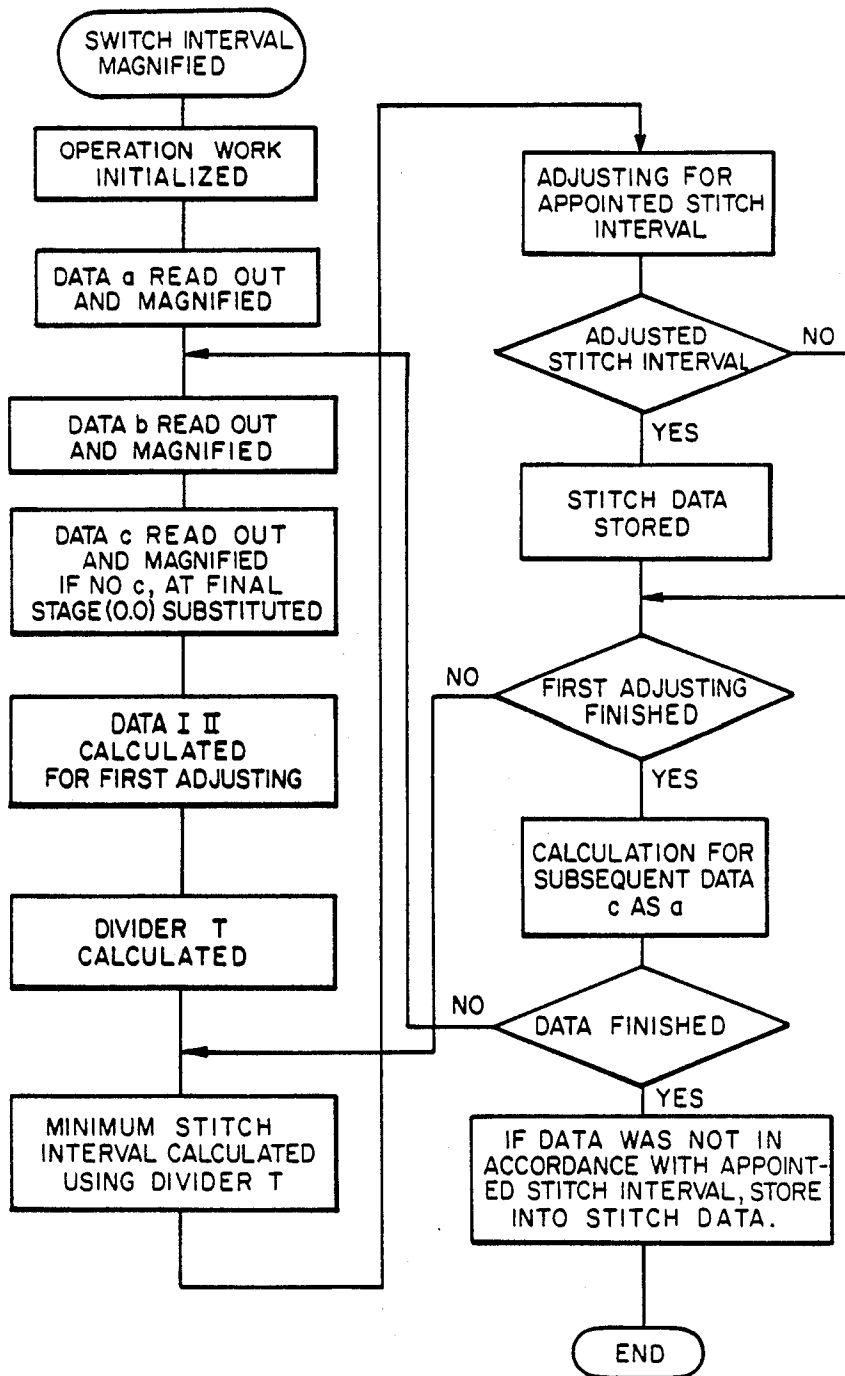 SWITCH INTERVAL
MAGNIFIED
OPERATION WORK
INITIALIZED
DATA a READ OUT
AND MAGNIFIED
DATA b READ OUT
AND MAGNIFIED
DATA c READ OUT
AND MAGNIFIED
IF NO c, AT FINAL
STAGE (0.0) SUBSTITUTED
DATA I II
CALCULATED
FOR FIRST ADJUSTING
DIVIDER T
CALCULATED
MINIMUM STITCH
INTERVAL CALCULATED
USING DIVIDER T
ADJUSTING FOR
APPOINTED STITCH
INTERVAL
ADJUSTED
STITCH INTERVAL
NO
YES
STITCH DATA
STORED
FIRST ADJUSTING
FINISHED
NO
YES
CALCULATION FOR
SUBSEQUENT DATA
c AS a
DATA FINISHED
NO
YES
IF DATA WAS NOT IN
ACCORDANCE WITH APPOINT-
ED STITCH INTERVAL, STORE
INTO STITCH DATA.
END